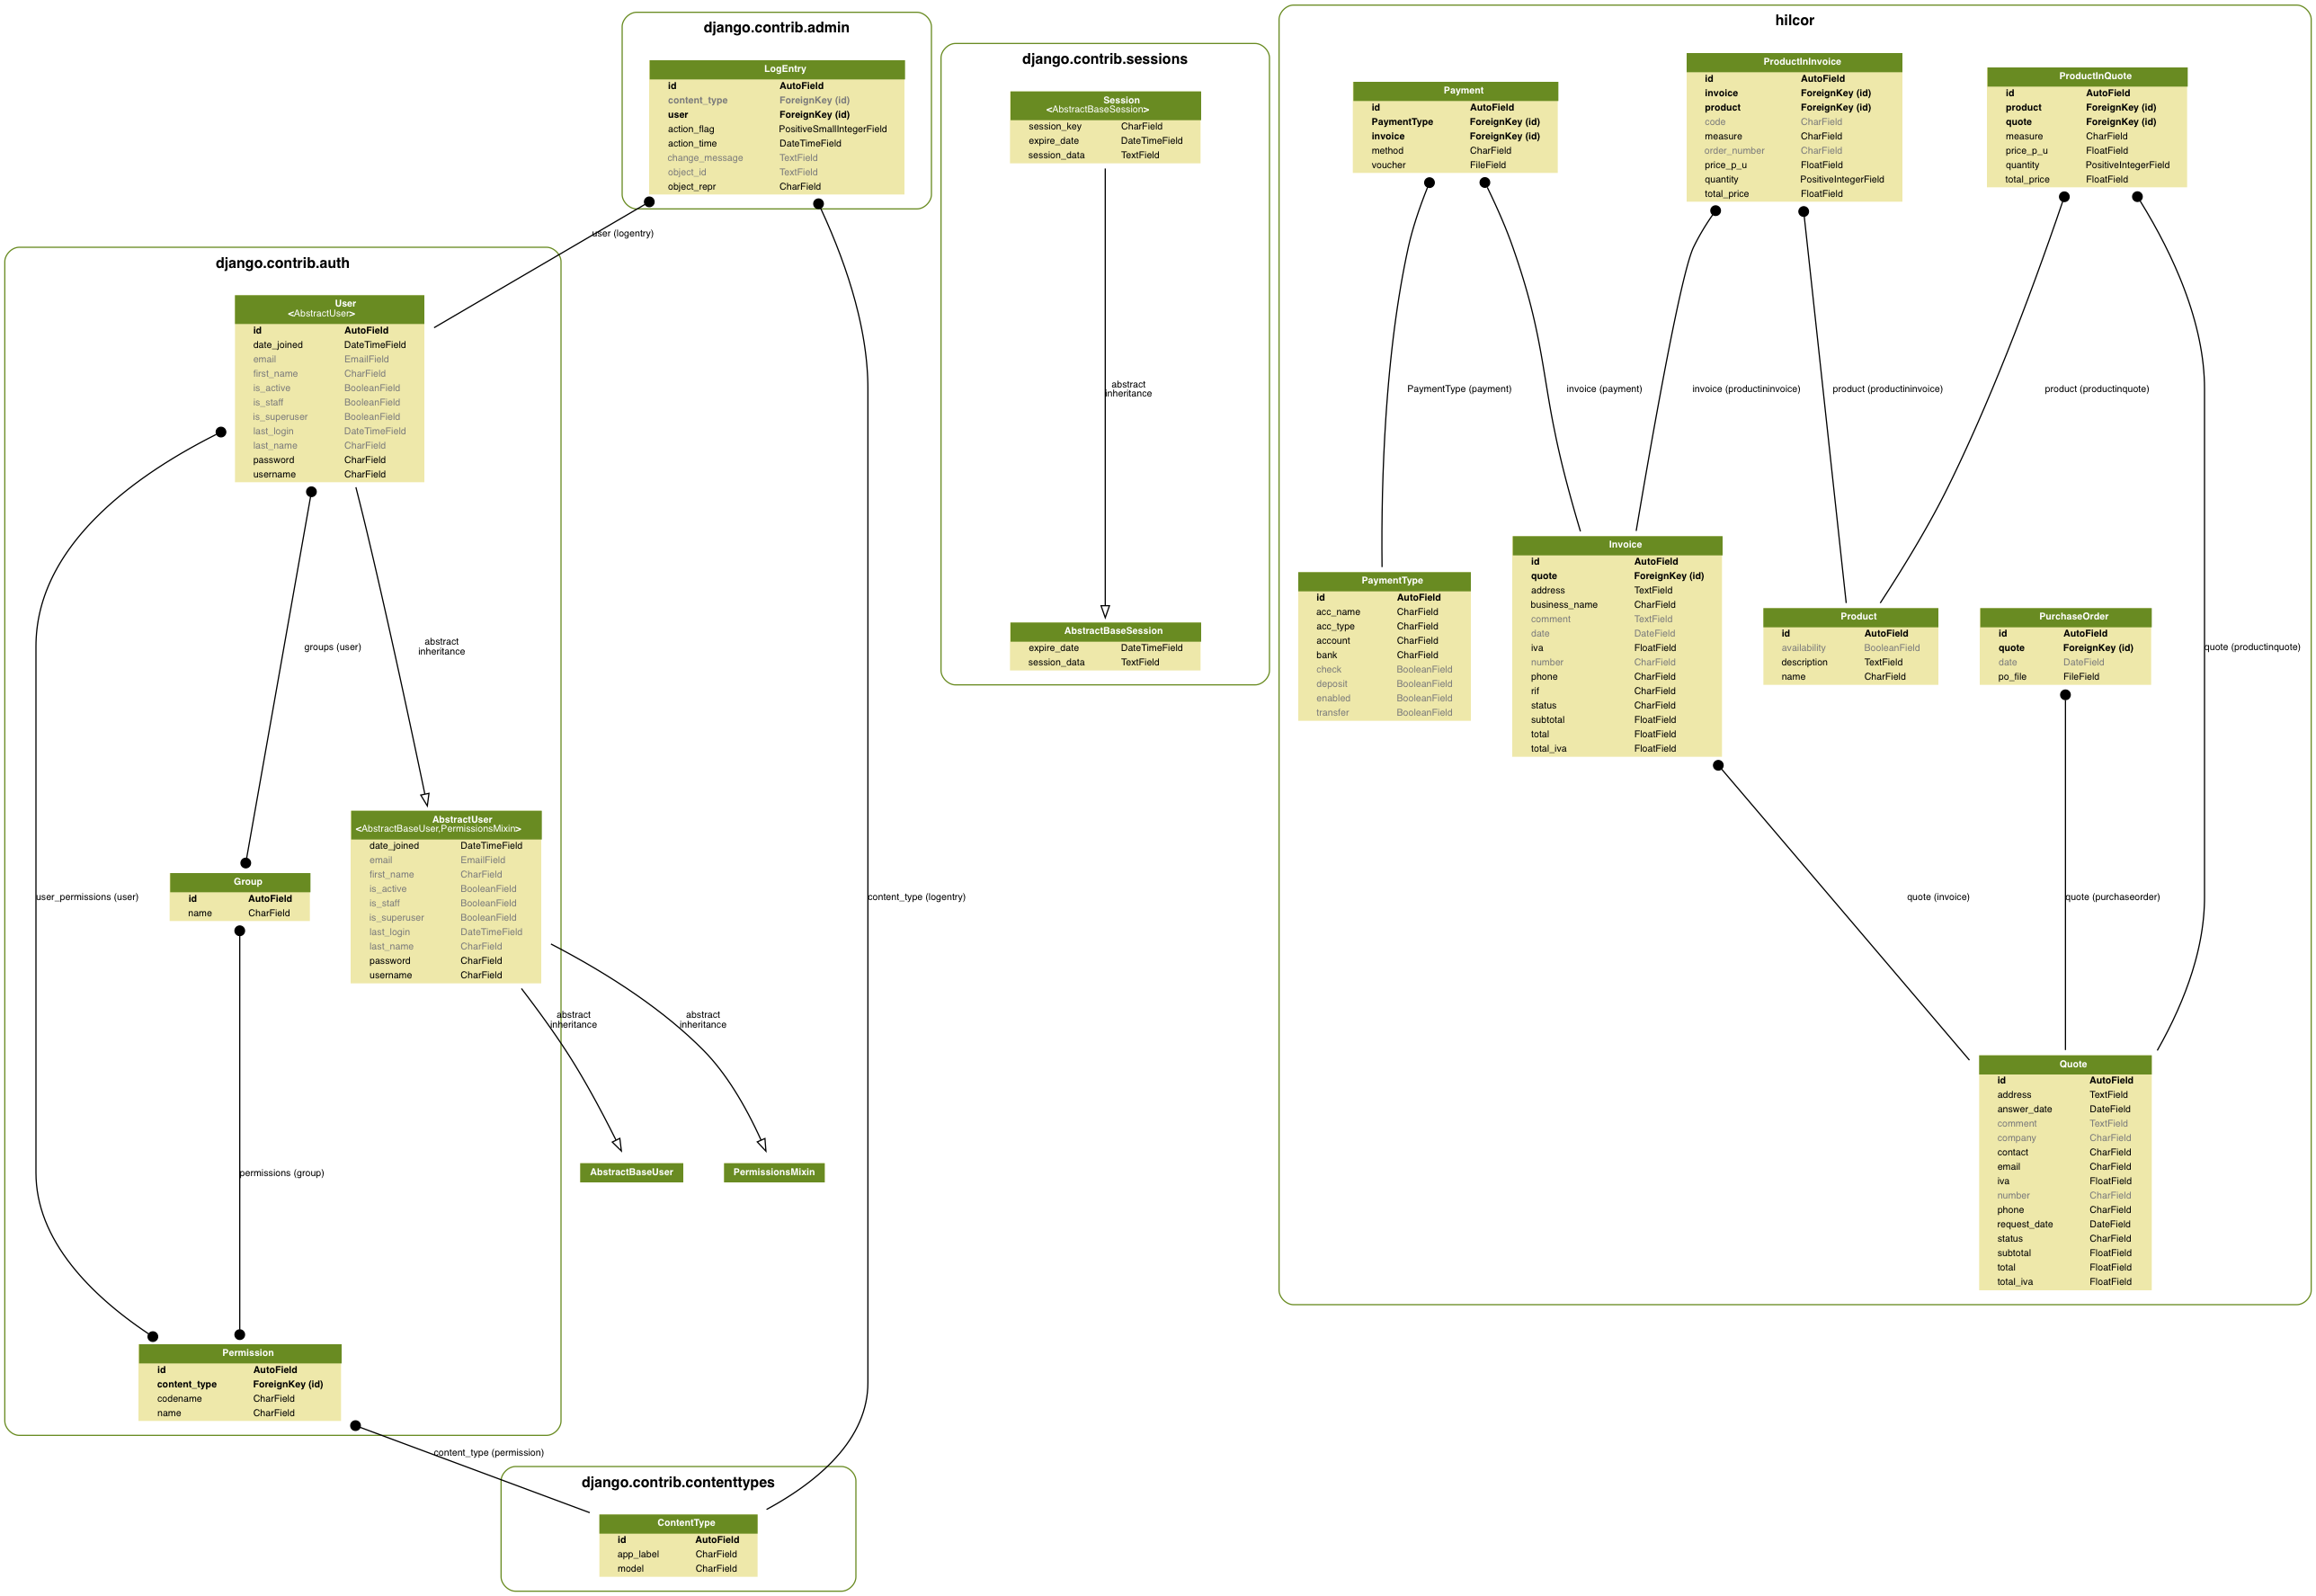 django.contrib.admin
LogEntry
id AutoField
content_type ForeignKey (id)
user ForeignKey (id)
action_flag PositiveSmallIntegerField
action_time DateTimeField
change_message TextField
object_id TextField
object_repr CharField
user (logentry)
content_type (logentry)
django.contrib.auth
User
<AbstractUser>
id AutoField
date_joined DateTimeField
email EmailField
first_name CharField
is_active BooleanField
is_staff BooleanField
is_superuser BooleanField
last_login DateTimeField
last_name CharField
password CharField
username CharField
groups (user)
abstract
inheritance
user_permissions (user)
AbstractUser
<AbstractBaseUser,PermissionsMixin>
date_joined DateTimeField
email EmailField
first_name CharField
is_active BooleanField
is_staff BooleanField
is_superuser BooleanField
last_login DateTimeField
last_name CharField
password CharField
username CharField
Group
id AutoField
name CharField
abstract
inheritance
abstract
inheritance
AbstractBaseUser
PermissionsMixin
permissions (group)
Permission
id AutoField
content_type ForeignKey (id)
codename CharField
name CharField
content_type (permission)
django.contrib.contenttypes
ContentType
id AutoField
app_label CharField
model CharField
django.contrib.sessions
Session
<AbstractBaseSession>
session_key CharField
expire_date DateTimeField
session_data TextField
abstract
inheritance
AbstractBaseSession
expire_date DateTimeField
session_data TextField
hilcor
Payment
id AutoField
PaymentType ForeignKey (id)
invoice ForeignKey (id)
method CharField
voucher FileField
ProductInInvoice
id AutoField
invoice ForeignKey (id)
product ForeignKey (id)
code CharField
measure CharField
order_number CharField
price_p_u FloatField
quantity PositiveIntegerField
total_price FloatField
ProductInQuote
id AutoField
product ForeignKey (id)
quote ForeignKey (id)
measure CharField
price_p_u FloatField
quantity PositiveIntegerField
total_price FloatField
PaymentType (payment)
invoice (payment)
invoice (productininvoice)
product (productininvoice)
product (productinquote)
quote (productinquote)
PaymentType
id AutoField
acc_name CharField
acc_type CharField
account CharField
bank CharField
check BooleanField
deposit BooleanField
enabled BooleanField
transfer BooleanField
Invoice
id AutoField
quote ForeignKey (id)
address TextField
business_name CharField
comment TextField
date DateField
iva FloatField
number CharField
phone CharField
rif CharField
status CharField
subtotal FloatField
total FloatField
total_iva FloatField
Product
id AutoField
availability BooleanField
description TextField
name CharField
PurchaseOrder
id AutoField
quote ForeignKey (id)
date DateField
po_file FileField
quote (invoice)
quote (purchaseorder)
Quote
id AutoField
address TextField
answer_date DateField
comment TextField
company CharField
contact CharField
email CharField
iva FloatField
number CharField
phone CharField
request_date DateField
status CharField
subtotal FloatField
total FloatField
total_iva FloatField